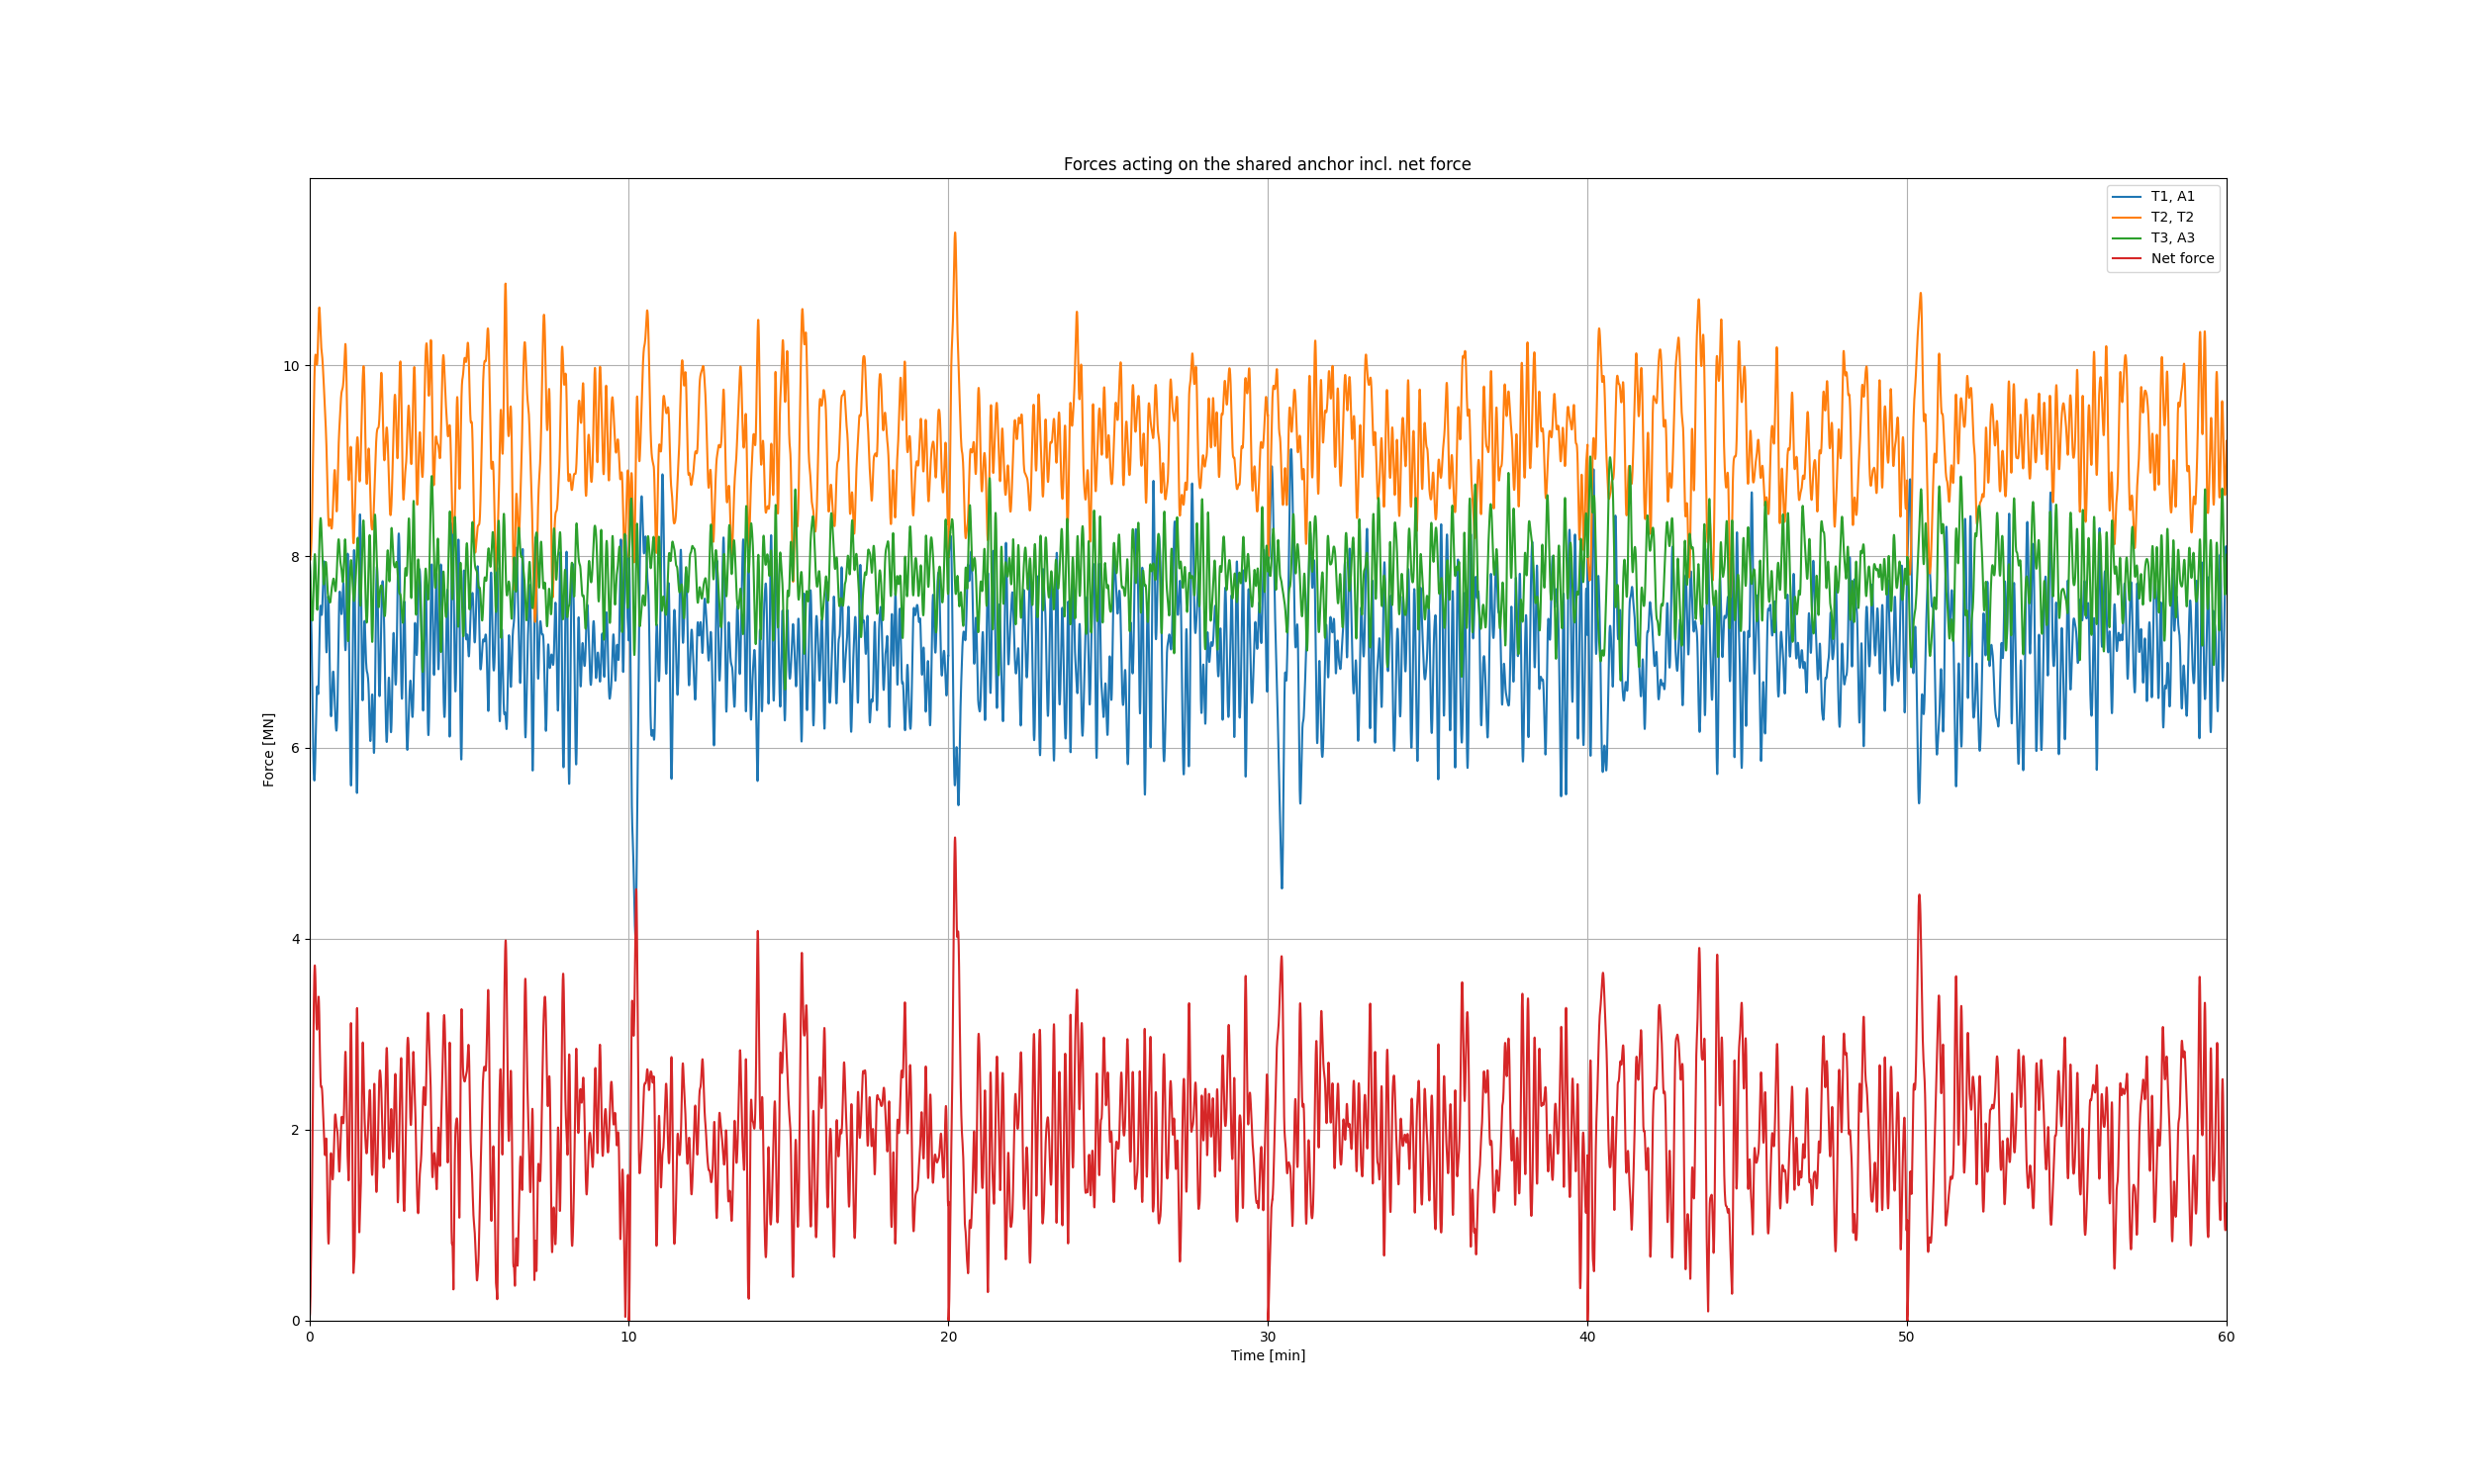 Forces acting on the shared anchor incl. net force
T1, A1
T2, T2
T3, A3
Net force
Force [MN]
10
8
6
4
2
0
0 10 20 30 40 50 60
Time [min]